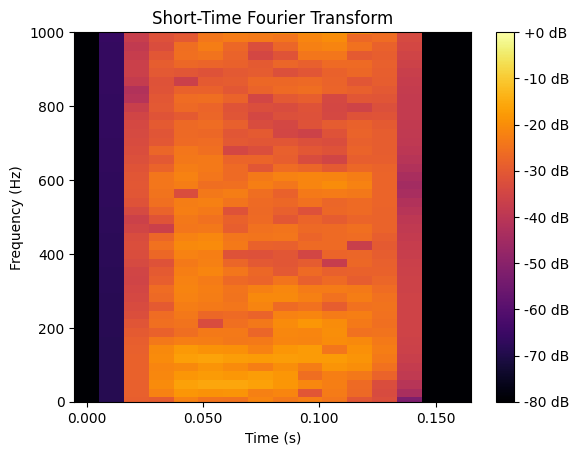 Short-Time Fourier Transform
Frequency (Hz)
1000
800
600
400
200
0
0.000
0.050
0.100
0.150
Time (s)
+0 dB
-10 dB
-20 dB
-30 dB
-40 dB
-50 dB
-60 dB
-70 dB
-80 dB